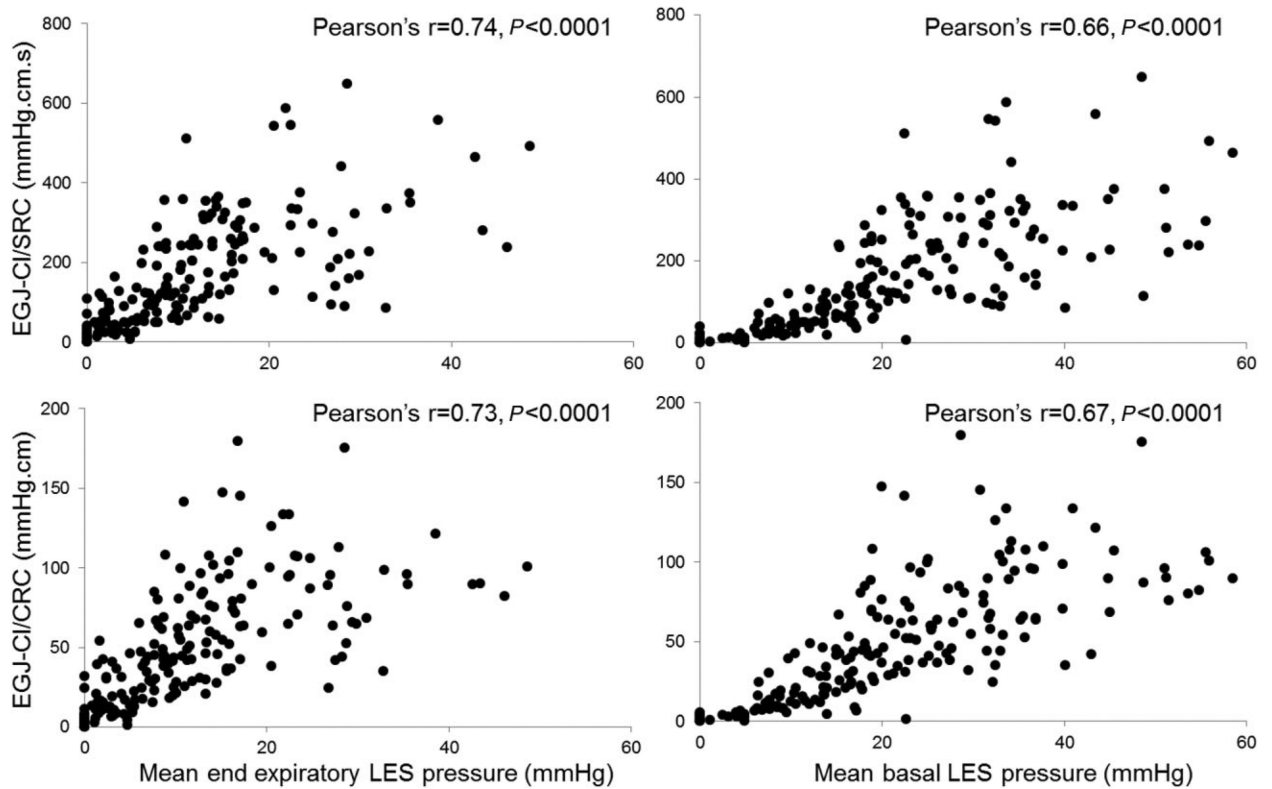 Pearson's r=0.74, P<0.0001
EGJ-CI/SRC (mmHg.cm.s)
800
600
400
200
0
0 20 40 60
Pearson's r=0.66, P<0.0001
800
600
400
200
0
0 20 40 60
Pearson's r=0.73, P<0.0001
EGJ-CI/CRC (mmHg.cm)
200
150
100
50
0
0 20 40 60
Mean end expiratory LES pressure (mmHg)
Pearson's r=0.67, P<0.0001
200
150
100
50
0
0 20 40 60
Mean basal LES pressure (mmHg)